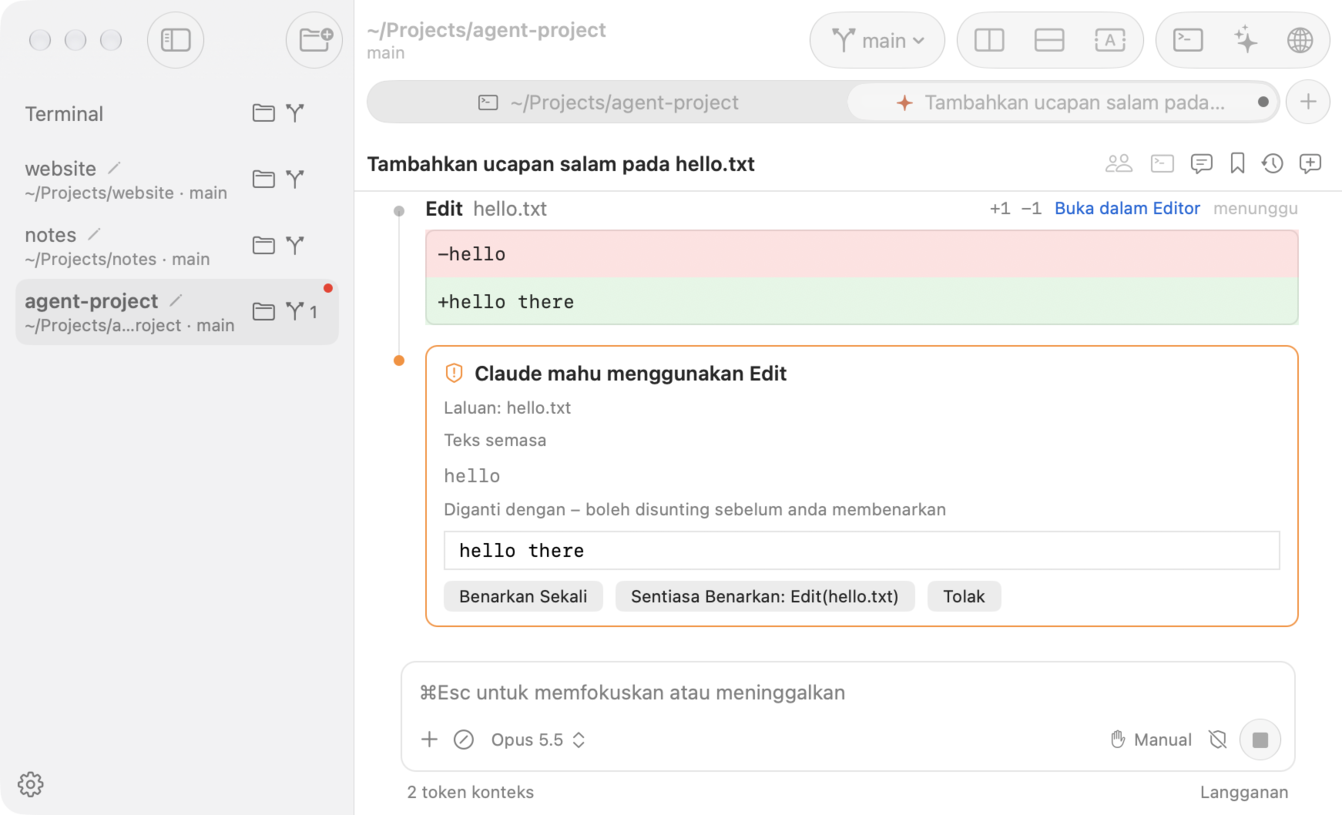 ~/Projects/agent-project
main
main
Terminal
website
~/Projects/website · main
notes
~/Projects/notes · main
agent-project
1
~/Projects/a...roject · main
~/Projects/agent-project
Tambahkan ucapan salam pada...
Tambahkan ucapan salam pada hello.txt
Edit hello.txt
+1 −1 Buka dalam Editor menunggu
−hello
+hello there
Claude mahu menggunakan Edit
Laluan: hello.txt
Teks semasa
hello
Diganti dengan – boleh disunting sebelum anda membenarkan
hello there
Benarkan Sekali
Sentiasa Benarkan: Edit(hello.txt)
Tolak
⌘Esc untuk memfokuskan atau meninggalkan
Opus 5.5
Manual
2 token konteks
Langganan